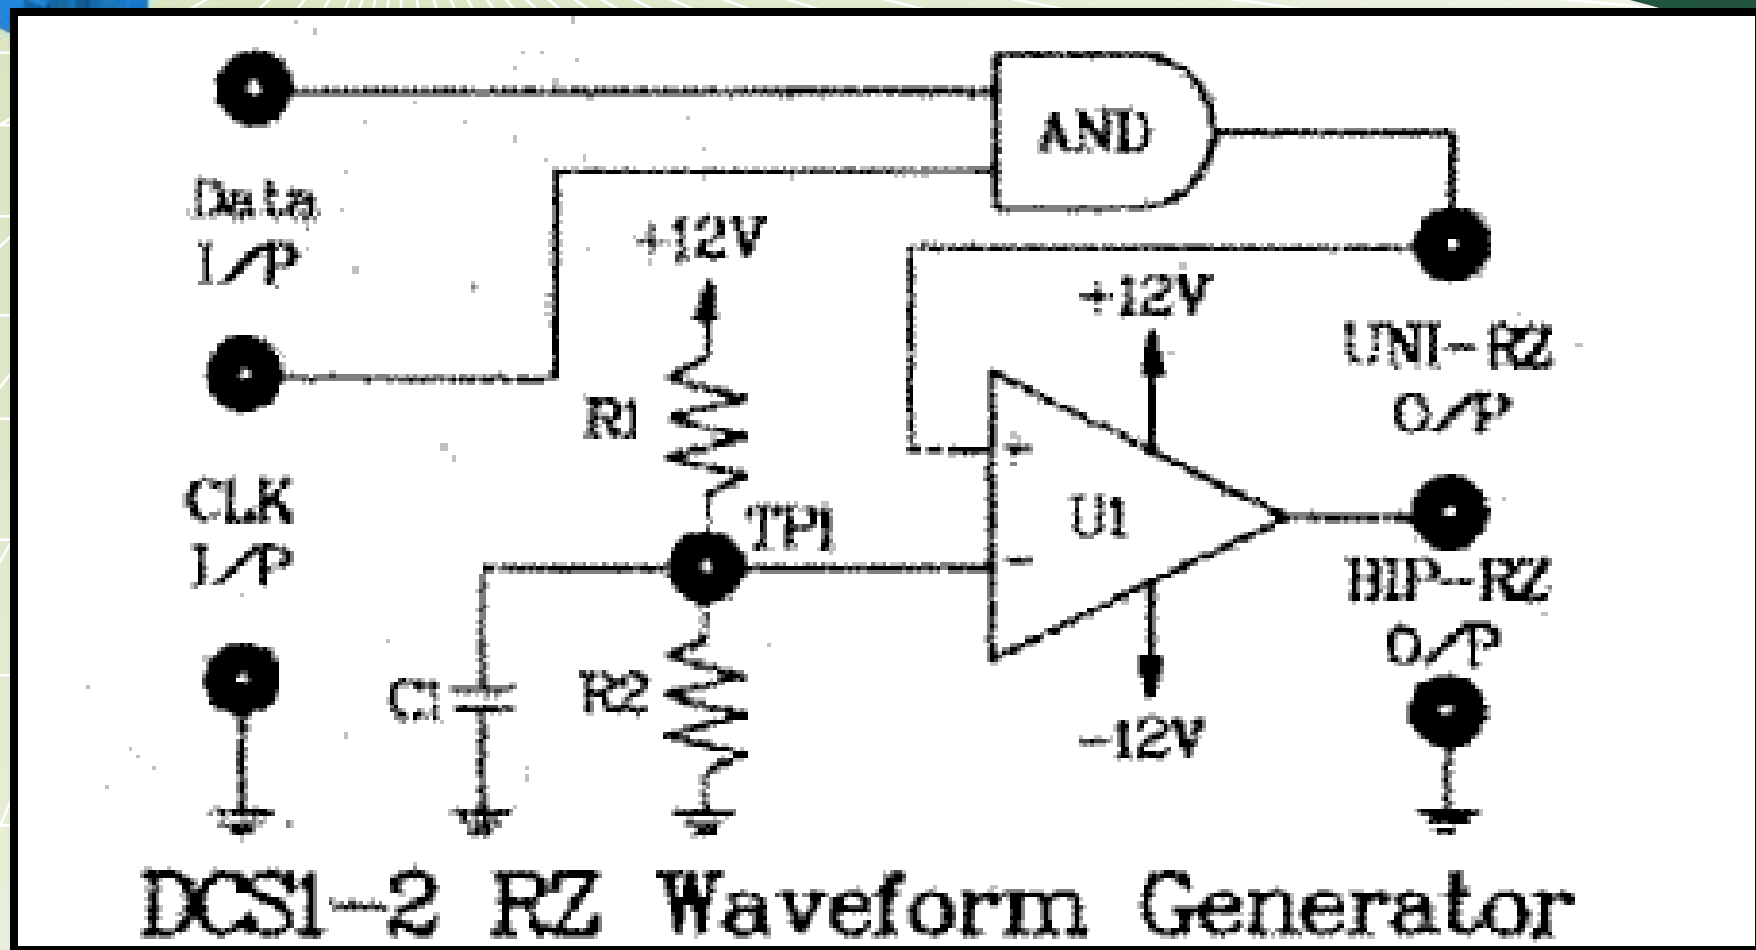 AND
Data
I/P
+12V
+12V
UNI-RZ
O/P
R1
CLK
I/P
TP1
U1
+
-
BIP-RZ
O/P
C1
R2
-12V
DCS1-2 RZ Waveform Generator